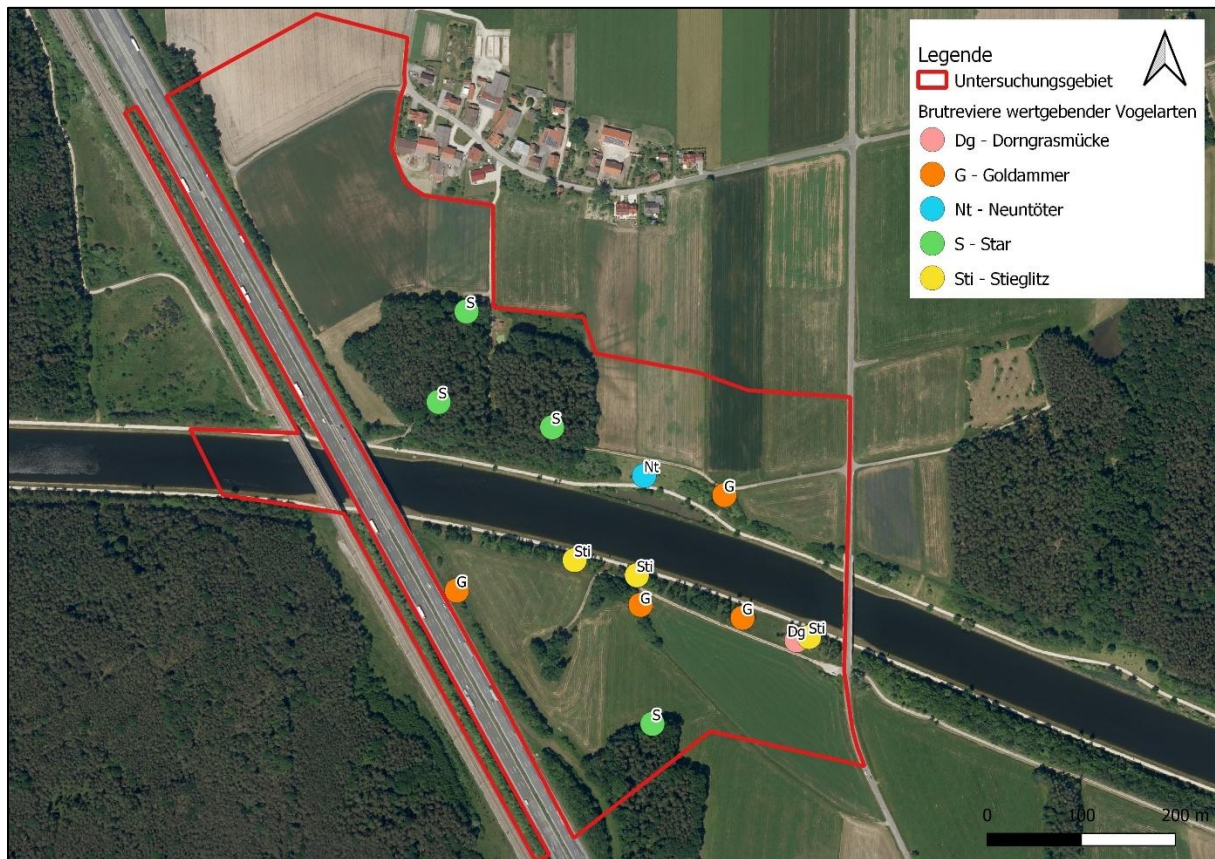 Legende
Untersuchungsgebiet
Brutreviere wertgebender Vogelarten
Dg - Dorngrasmücke
G - Goldammer
Nt - Neuntöter
S - Star
Sti - Stieglitz
S
S
S
Nt
G
Sti
Sti
G
G
G
Dg Sti
S
0 100 200 m